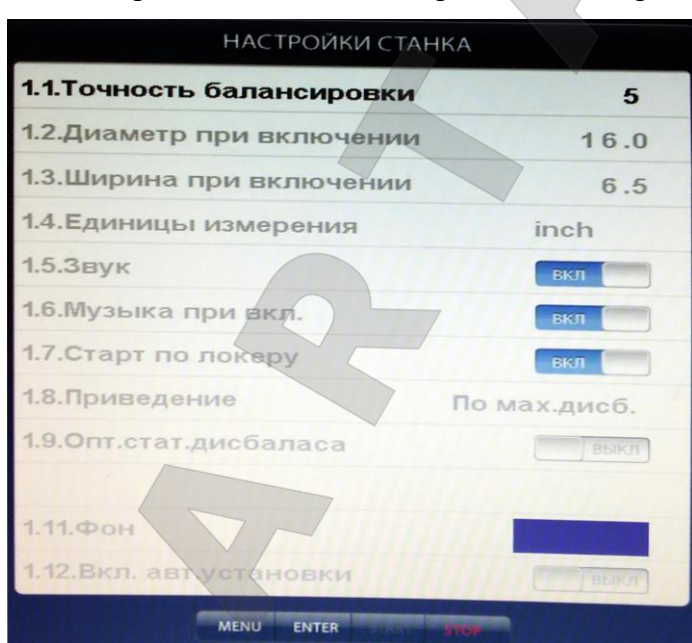 НАСТРОЙКИ СТАНКА
1.1.Точность балансировки 5
1.2.Диаметр при включении 16.0
1.3.Ширина при включении 6.5
1.4.Единицы измерения inch
1.5.Звук ВКЛ
1.6.Музыка при вкл. ВКЛ
1.7.Старт по локеру ВКЛ
1.8.Приведение По мах.дисб.
1.9.Опт.стат.дисбаласа ВЫКЛ
1.11.Фон
1.12.Вкл. авт.установки ВЫКЛ
MENU ENTER START STOP